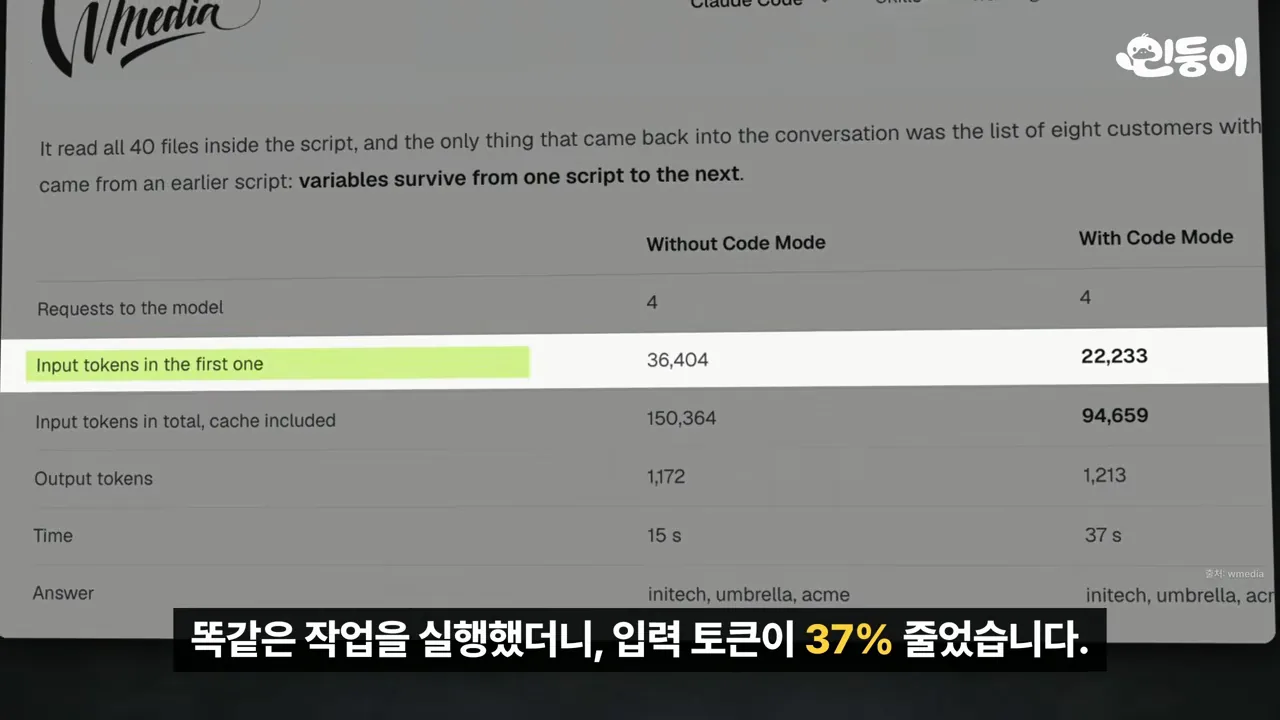 Wmedia
Claude Code
인둥이
It read all 40 files inside the script, and the only thing that came back into the conversation was the list of eight customers with
came from an earlier script: variables survive from one script to the next.
Without Code Mode With Code Mode
Requests to the model 4 4
Input tokens in the first one 36,404 22,233
Input tokens in total, cache included 150,364 94,659
Output tokens 1,172 1,213
Time 15 s 37 s
출처: wmedia
Answer initech, umbrella, acme initech, umbrella, acr
똑같은 작업을 실행했더니, 입력 토큰이 37% 줄었습니다.